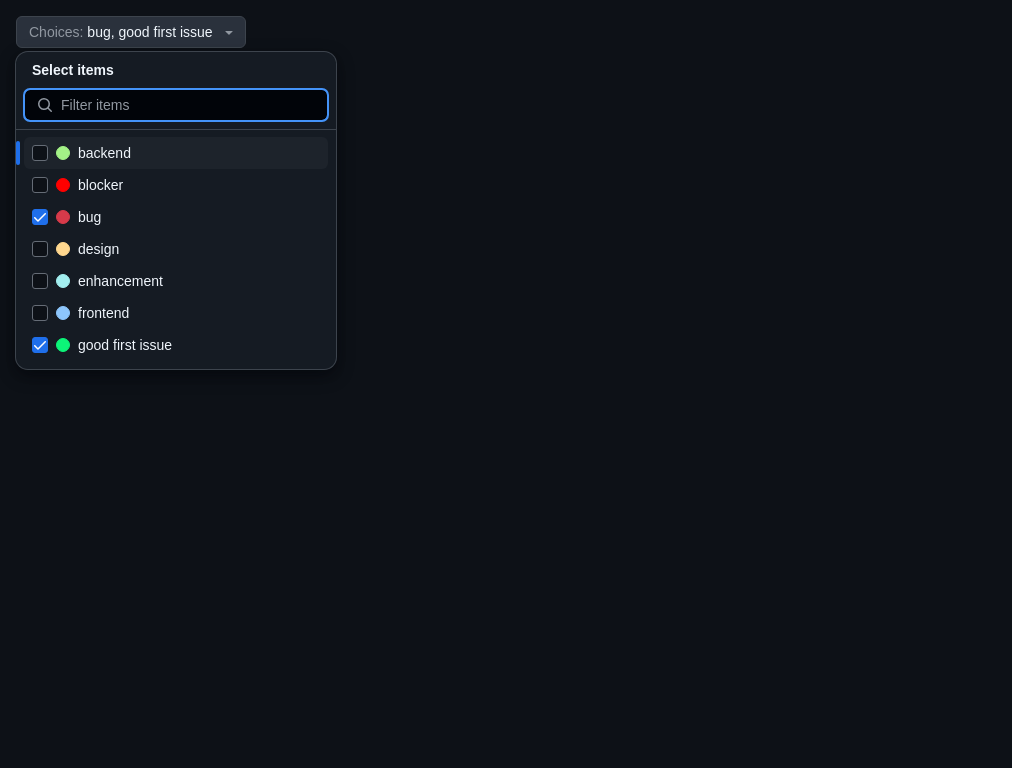 Choices: bug, good first issue
Select items
Filter items
backend
blocker
bug
design
enhancement
frontend
good first issue